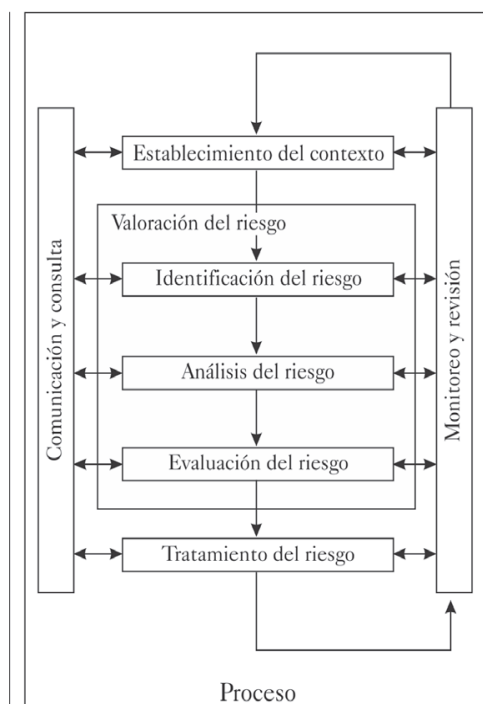 Establecimiento del contexto
Valoración del riesgo
Identificación del riesgo
Análisis del riesgo
Evaluación del riesgo
Tratamiento del riesgo
Comunicación y consulta
Monitoreo y revisión
Proceso